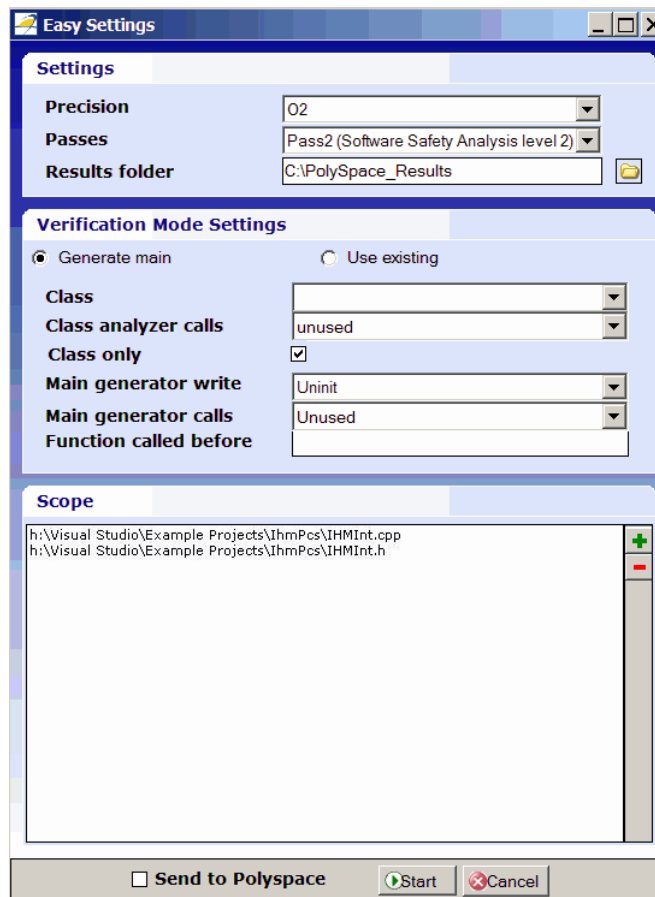 Easy Settings
Settings
Precision O2
Passes Pass2 (Software Safety Analysis level 2)
Results folder C:\PolySpace_Results
Verification Mode Settings
Generate main Use existing
Class
Class analyzer calls unused
Class only
Main generator write Uninit
Main generator calls Unused
Function called before
Scope
h:\Visual Studio\Example Projects\IhmPcs\IHMInt.cpp
h:\Visual Studio\Example Projects\IhmPcs\IHMInt.h
Send to Polyspace Start Cancel